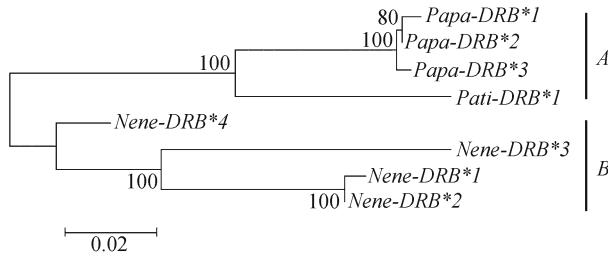 80 Papa-DRB*1
100 Papa-DRB*2
Papa-DRB*3
100
Pati-DRB*1
A
Nene-DRB*4
Nene-DRB*3
100
Nene-DRB*1
100 Nene-DRB*2
B
0.02